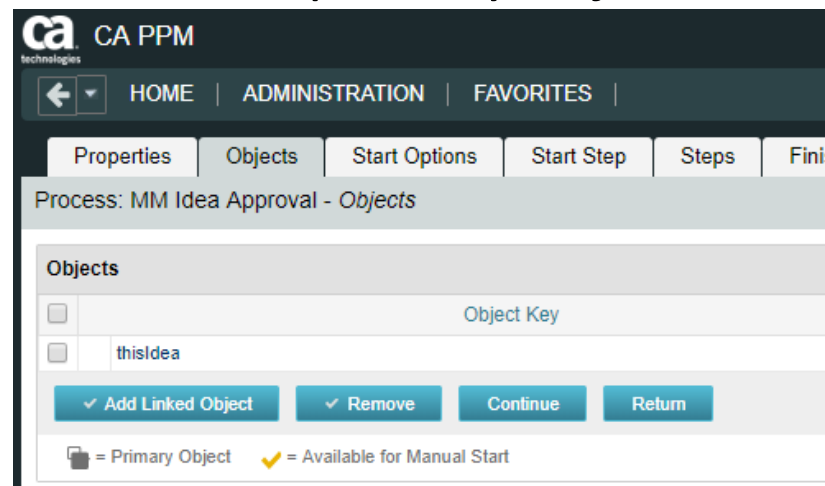 ca technologies CA PPM
HOME | ADMINISTRATION | FAVORITES |
Properties Objects Start Options Start Step Steps Fini
Process: MM Idea Approval - Objects
Objects
Object Key
thisIdea
Add Linked Object Remove Continue Return
= Primary Object = Available for Manual Start